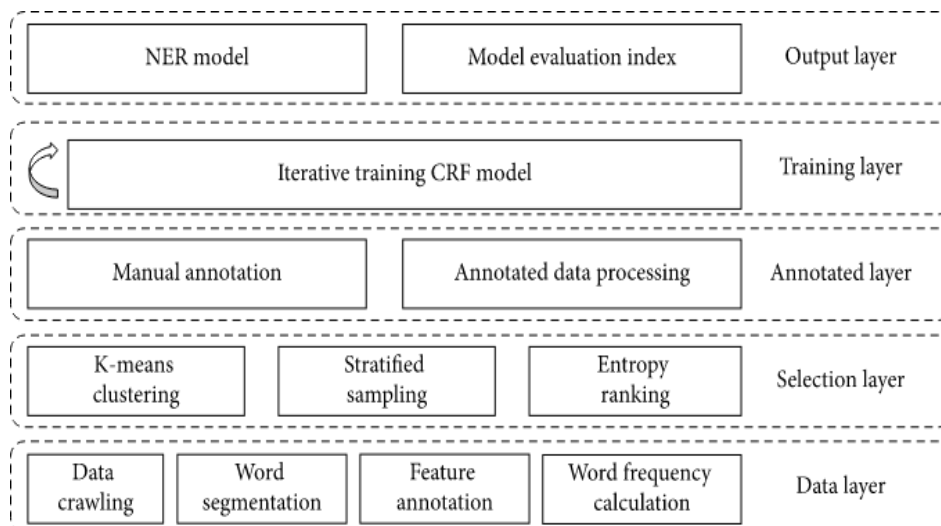 NER model
Model evaluation index
Output layer
Iterative training CRF model
Training layer
Manual annotation
Annotated data processing
Annotated layer
K-means
clustering
Stratified
sampling
Entropy
ranking
Selection layer
Data
crawling
Word
segmentation
Feature
annotation
Word frequency
calculation
Data layer